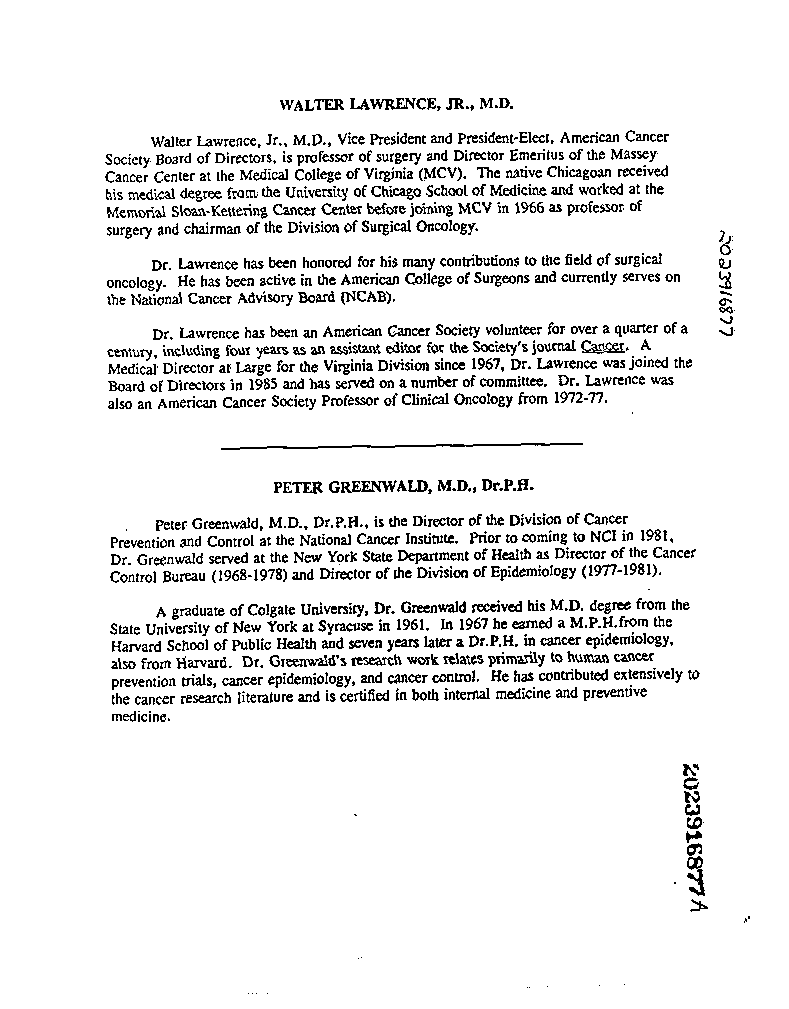 WALTER LAWRENCE, JR., M.D.
Walter Lawrence, Jr., M.D., Vice President and President-Elect, American Cancer
Society Board of Directors, is professor of surgery and Director Emeritus of the Massey
Cancer Center at the Medical College of Virginia (MCV). The native Chicagoan received
his medical degree from the University of Chicago School of Medicine and worked at the
Memorial Sloan-Kettering Cancer Center before joining MCV in 1966 as professor of
surgery and chairman of the Division of Surgical Oncology.
Dr. Lawrence has been honored for his many contributions to the field of surgical
oncology. He has been active in the American College of Surgeons and currently serves on
the National Cancer Advisory Board (NCAB).
Dr. Lawrence has been an American Cancer Society volunteer for over a quarter of a
century, including four years as an assistant editor for the Society's journal Cancer. A
Medical Director at Large for the Virginia Division since 1967, Dr. Lawrence was joined the
Board of Directors in 1985 and has served on a number of committee. Dr. Lawrence was
also an American Cancer Society Professor of Clinical Oncology from 1972-77.
2023916877
PETER GREENWALD, M.D., Dr.P.H.
Peter Greenwald, M.D., Dr.P.H., is the Director of the Division of Cancer
Prevention and Control at the National Cancer Institute. Prior to coming to NCI in 1981,
Dr. Greenwald served at the New York State Department of Health as Director of the Cancer
Control Bureau (1968-1978) and Director of the Division of Epidemiology (1977-1981).
A graduate of Colgate University, Dr. Greenwald received his M.D. degree from the
State University of New York at Syracuse in 1961. In 1967 he earned a M.P.H.from the
Harvard School of Public Health and seven years later a Dr.P.H. in cancer epidemiology,
also from Harvard. Dr. Greenwald's research work relates primarily to human cancer
prevention trials, cancer epidemiology, and cancer control. He has contributed extensively to
the cancer research literature and is certified in both internal medicine and preventive
medicine.
2023916877A